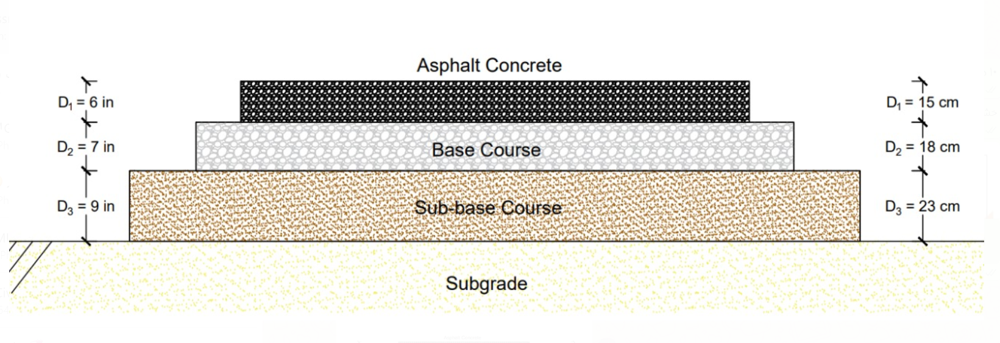 Asphalt Concrete
D₁ = 6 in
D₁ = 15 cm
D₂ = 7 in
Base Course
D₂ = 18 cm
D₃ = 9 in
Sub-base Course
D₃ = 23 cm
Subgrade